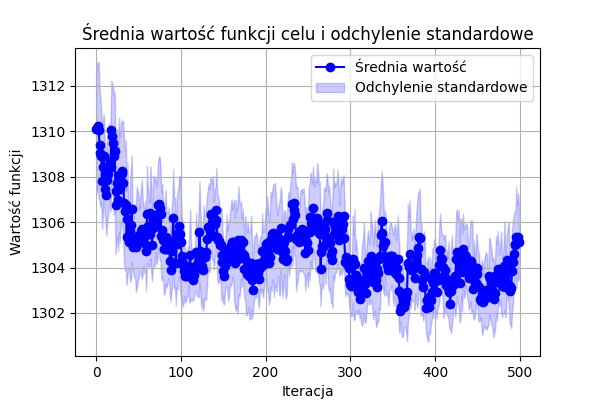 Średnia wartość funkcji celu i odchylenie standardowe
Średnia wartość
Odchylenie standardowe
Wartość funkcji
1312
1310
1308
1306
1304
1302
0 100 200 300 400 500
Iteracja